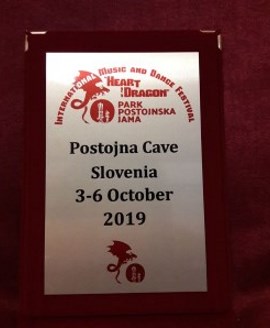 International Music and Dance Festival
"Heart of Dragon"
PARK
POSTOJNSKA
JAMA
Postojna Cave
Slovenia
3-6 October
2019